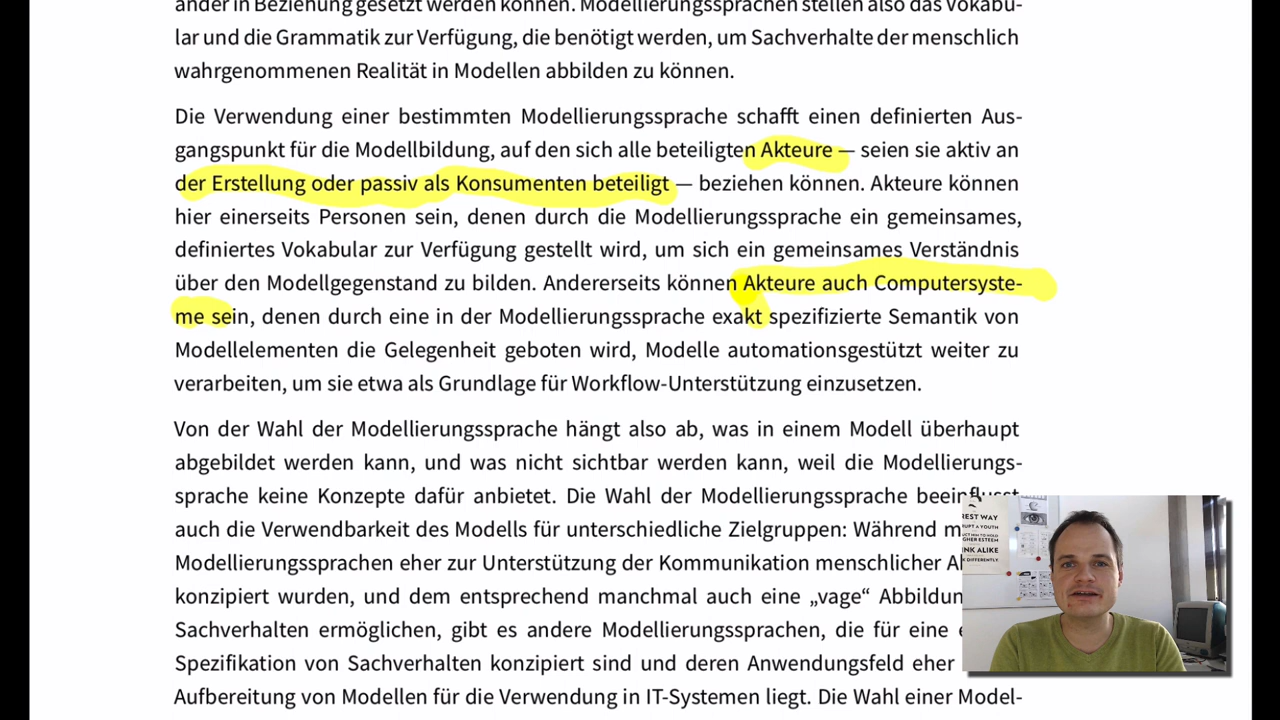 ander in Beziehung gesetzt werden können. Modellierungssprachen stellen also das Vokabu-
lar und die Grammatik zur Verfügung, die benötigt werden, um Sachverhalte der menschlich
wahrgenommenen Realität in Modellen abbilden zu können.
Die Verwendung einer bestimmten Modellierungssprache schafft einen definierten Aus-
gangspunkt für die Modellbildung, auf den sich alle beteiligten Akteure — seien sie aktiv an
der Erstellung oder passiv als Konsumenten beteiligt — beziehen können. Akteure können
hier einerseits Personen sein, denen durch die Modellierungssprache ein gemeinsames,
definiertes Vokabular zur Verfügung gestellt wird, um sich ein gemeinsames Verständnis
über den Modellgegenstand zu bilden. Andererseits können Akteure auch Computersyste-
me sein, denen durch eine in der Modellierungssprache exakt spezifizierte Semantik von
Modellelementen die Gelegenheit geboten wird, Modelle automationsgestützt weiter zu
verarbeiten, um sie etwa als Grundlage für Workflow-Unterstützung einzusetzen.
Von der Wahl der Modellierungssprache hängt also ab, was in einem Modell überhaupt
abgebildet werden kann, und was nicht sichtbar werden kann, weil die Modellierungs-
sprache keine Konzepte dafür anbietet. Die Wahl der Modellierungssprache beeinflusst
auch die Verwendbarkeit des Modells für unterschiedliche Zielgruppen: Während
Modellierungssprachen eher zur Unterstützung der Kommunikation menschlicher
konzipiert wurden, und dem entsprechend manchmal auch eine „vage“
Sachverhalten ermöglichen, gibt es andere Modellierungssprachen, die für eine
Spezifikation von Sachverhalten konzipiert sind und deren Anwendungsfeld eher
Aufbereitung von Modellen für die Verwendung in IT-Systemen liegt. Die Wahl einer Model-
WAY
A YOUTH
TO HOLD
ESTEEM
ALIKE
DIFFERENTLY